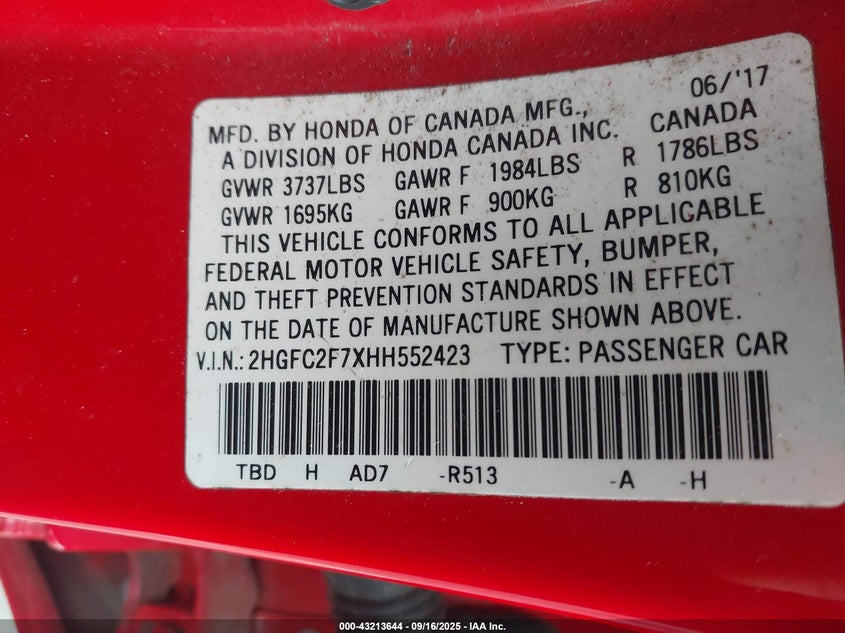 06/'17
MFD. BY HONDA OF CANADA MFG., CANADA
A DIVISION OF HONDA CANADA INC.
GVWR 3737LBS GAWR F 1984LBS R 1786LBS
GVWR 1695KG GAWR F 900KG R 810KG
THIS VEHICLE CONFORMS TO ALL APPLICABLE
FEDERAL MOTOR VEHICLE SAFETY, BUMPER,
AND THEFT PREVENTION STANDARDS IN EFFECT
ON THE DATE OF MANUFACTURE SHOWN ABOVE.
V.I.N.: 2HGFC2F7XHH552423 TYPE: PASSENGER CAR
TBD H AD7 -R513 -A -H
000-43213644 - 09/16/2025 - IAA Inc.